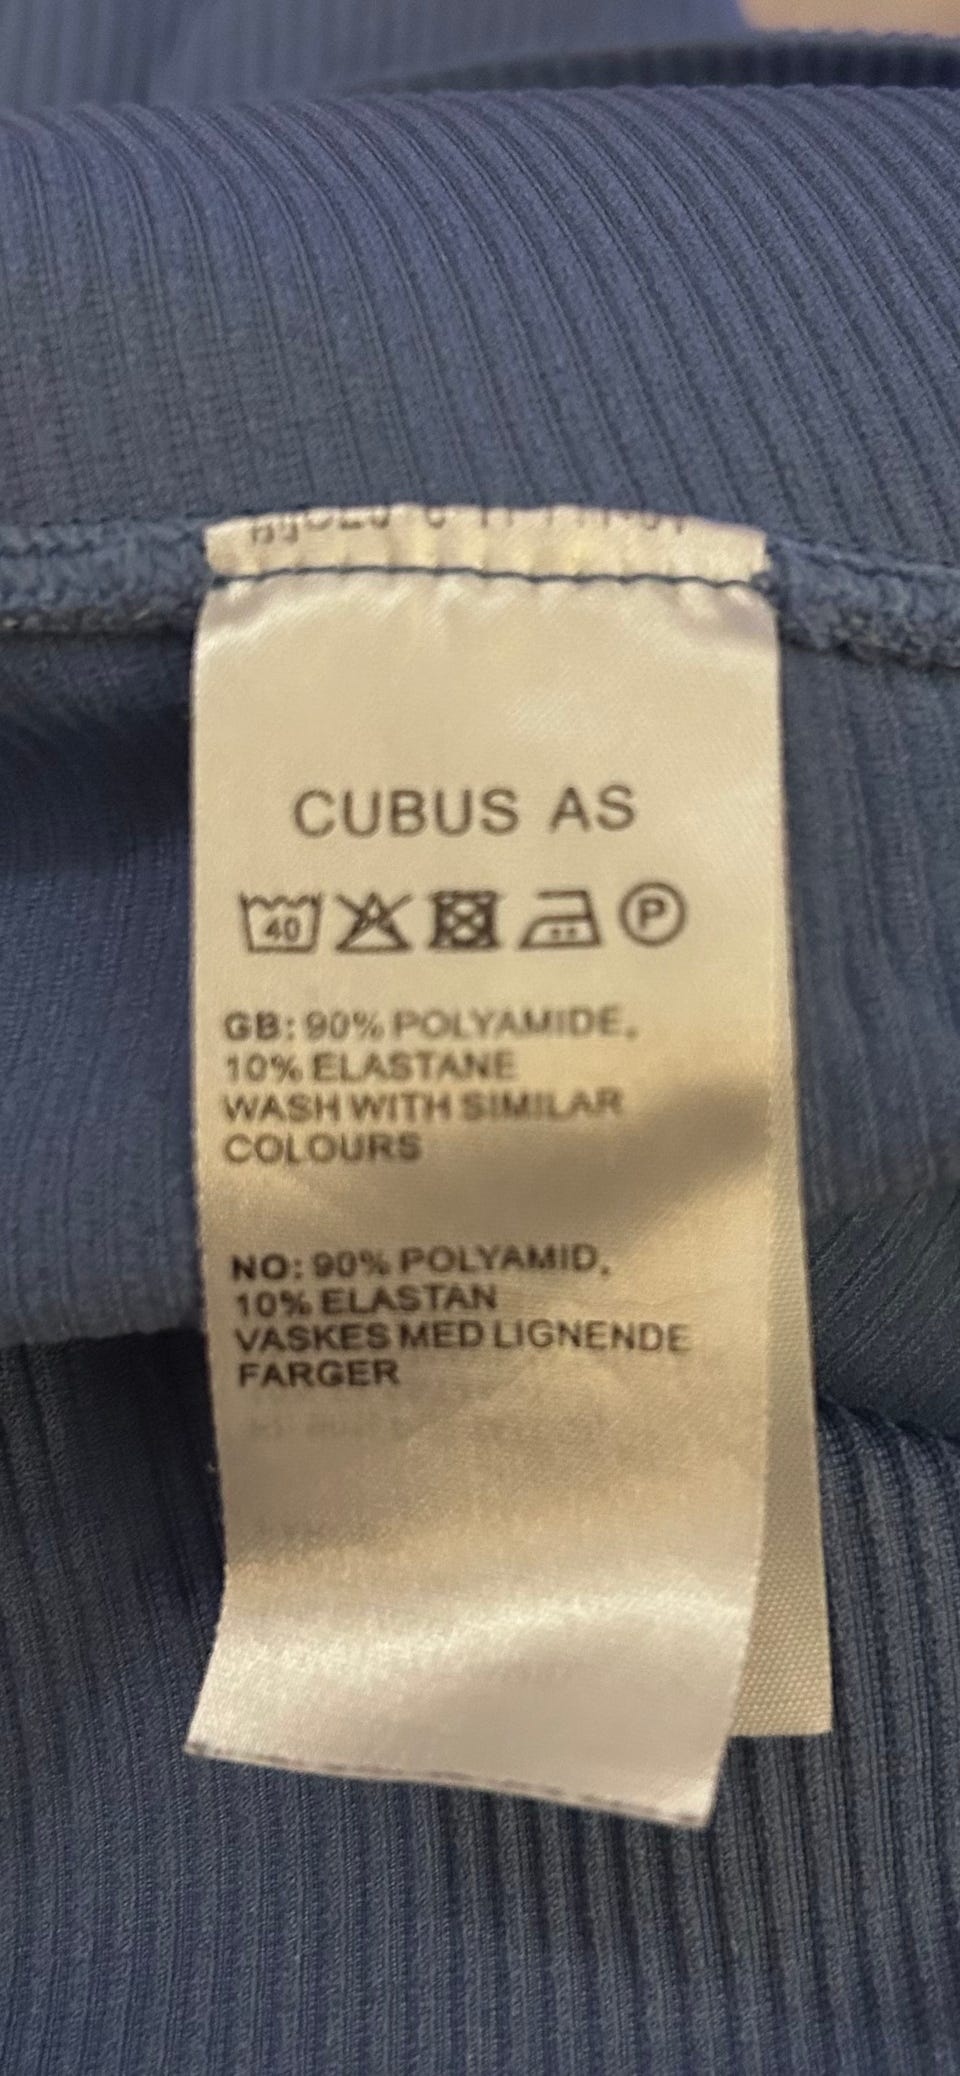 CUBUS AS
40 A P
GB: 90% POLYAMIDE,
10% ELASTANE
WASH WITH SIMILAR
COLOURS
NO: 90% POLYAMID,
10% ELASTAN
VASKES MED LIGNENDE
FARGER